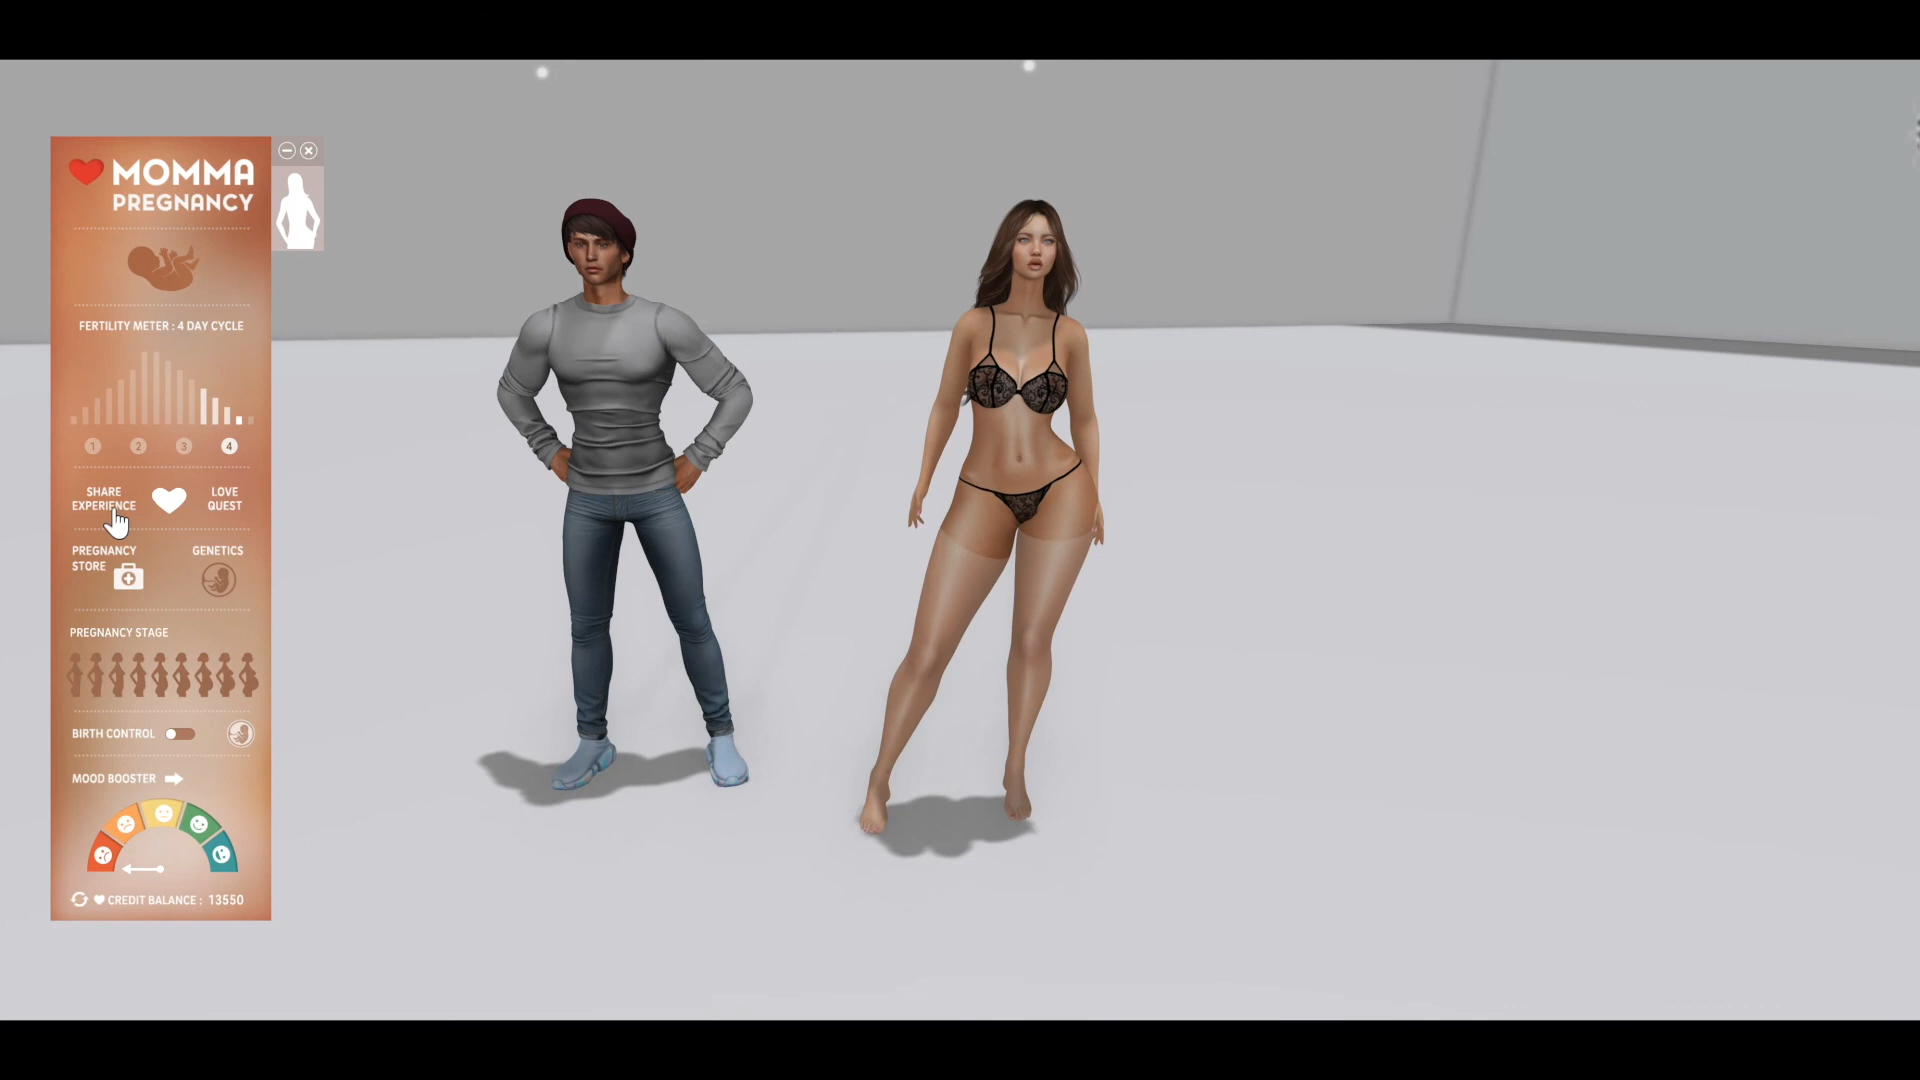 MOMMA
PREGNANCY
FERTILITY METER : 4 DAY CYCLE
1 2 3 4
SHARE
EXPERIENCE
LOVE
QUEST
PREGNANCY
STORE
GENETICS
PREGNANCY STAGE
BIRTH CONTROL
MOOD BOOSTER
CREDIT BALANCE : 13550